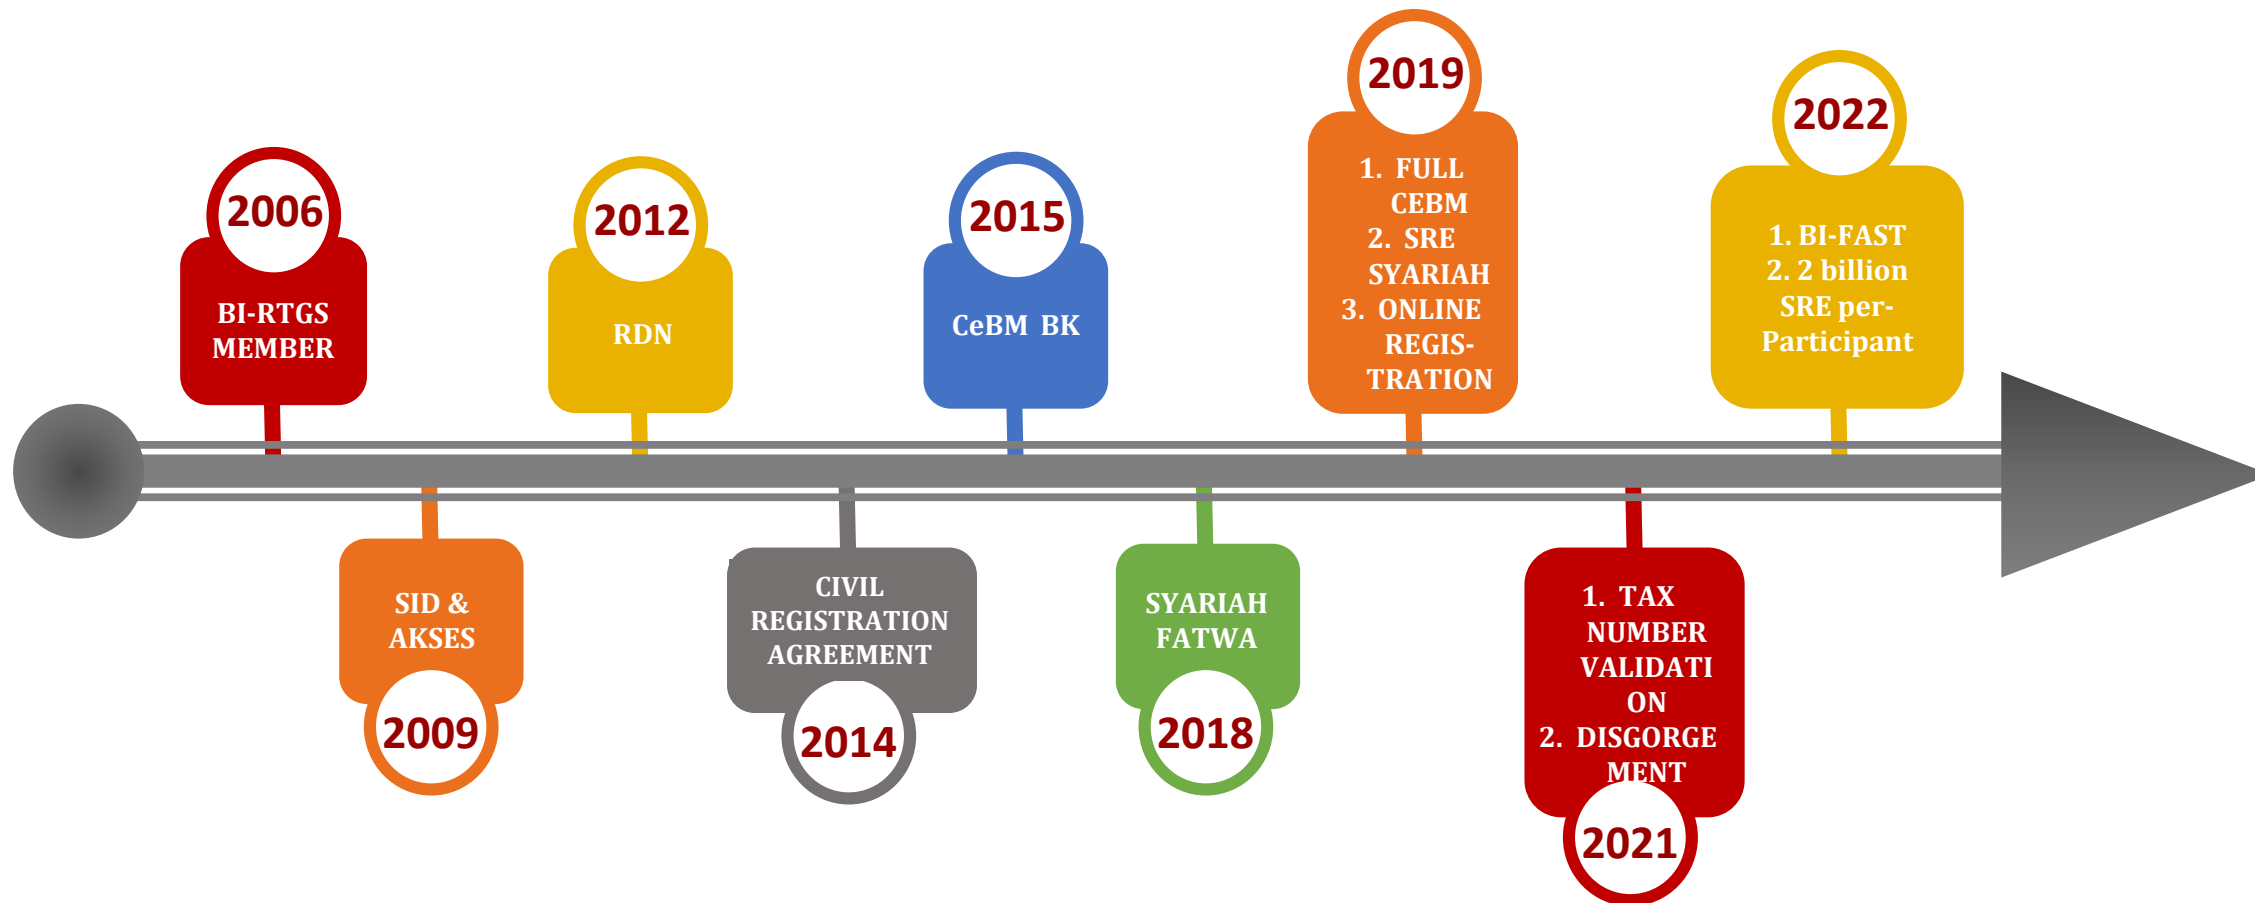 2006
BI-RTGS
MEMBER
SID &
AKSES
2009
2012
RDN
CIVIL
REGISTRATION
AGREEMENT
2014
2015
CeBM BK
SYARIAH
FATWA
2018
2019
1. FULL
CEBM
2. SRE
SYARIAH
3. ONLINE
REGIS-
TRATION
1. TAX
NUMBER
VALIDATI
ON
2. DISGORGE
MENT
2021
2022
1. BI-FAST
2. 2 billion
SRE per-
Participant